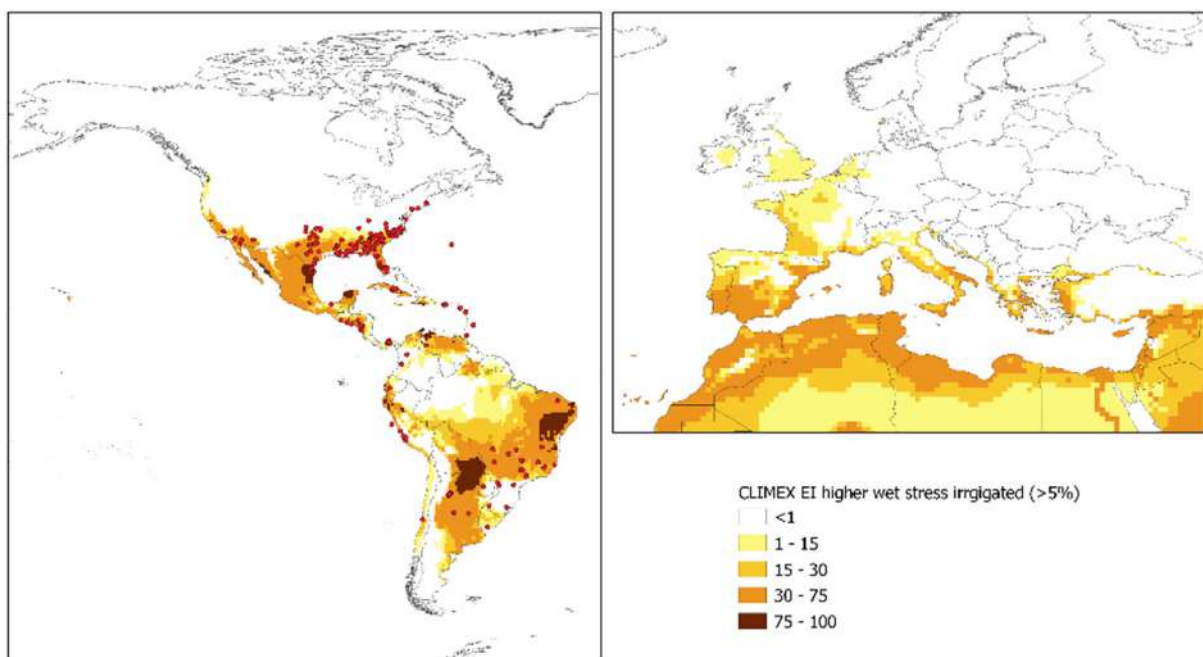 CLIMEX EI higher wet stress irrgigated (>5%)
<1
1 - 15
15 - 30
30 - 75
75 - 100